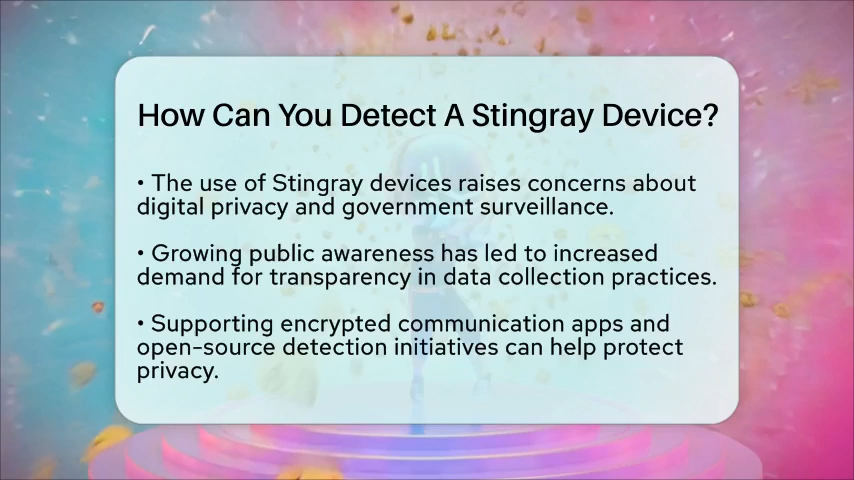 How Can You Detect A Stingray Device?
• The use of Stingray devices raises concerns about
digital privacy and government surveillance.
• Growing public awareness has led to increased
demand for transparency in data collection practices.
• Supporting encrypted communication apps and
open-source detection initiatives can help protect
privacy.